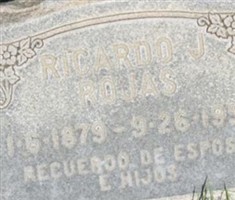 RICARDO J.
ROJAS
1-6-1879 - 9-26-19
RECUERDO DE ESPOS
E HIJOS